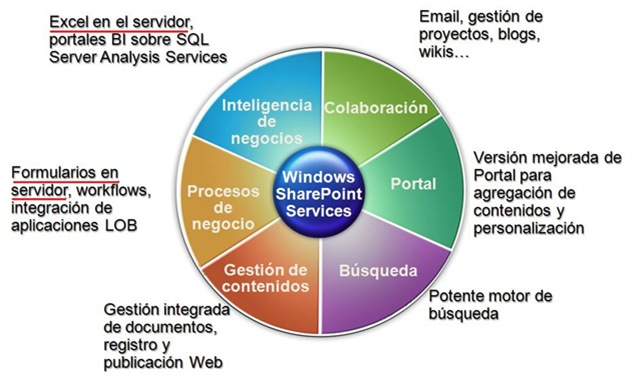 Excel en el servidor,
portales BI sobre SQL
Server Analysis Services
Email, gestión de
proyectos, blogs,
wikis…
Inteligencia
de
negocios
Colaboración
Formularios en
servidor, workflows,
integración de
aplicaciones LOB
Procesos
de
negocio
Windows
SharePoint
Services
Portal
Versión mejorada de
Portal para
agregación de
contenidos y
personalización
Gestión de
contenidos
Búsqueda
Gestión integrada
de documentos,
registro y
publicación Web
Potente motor de
búsqueda